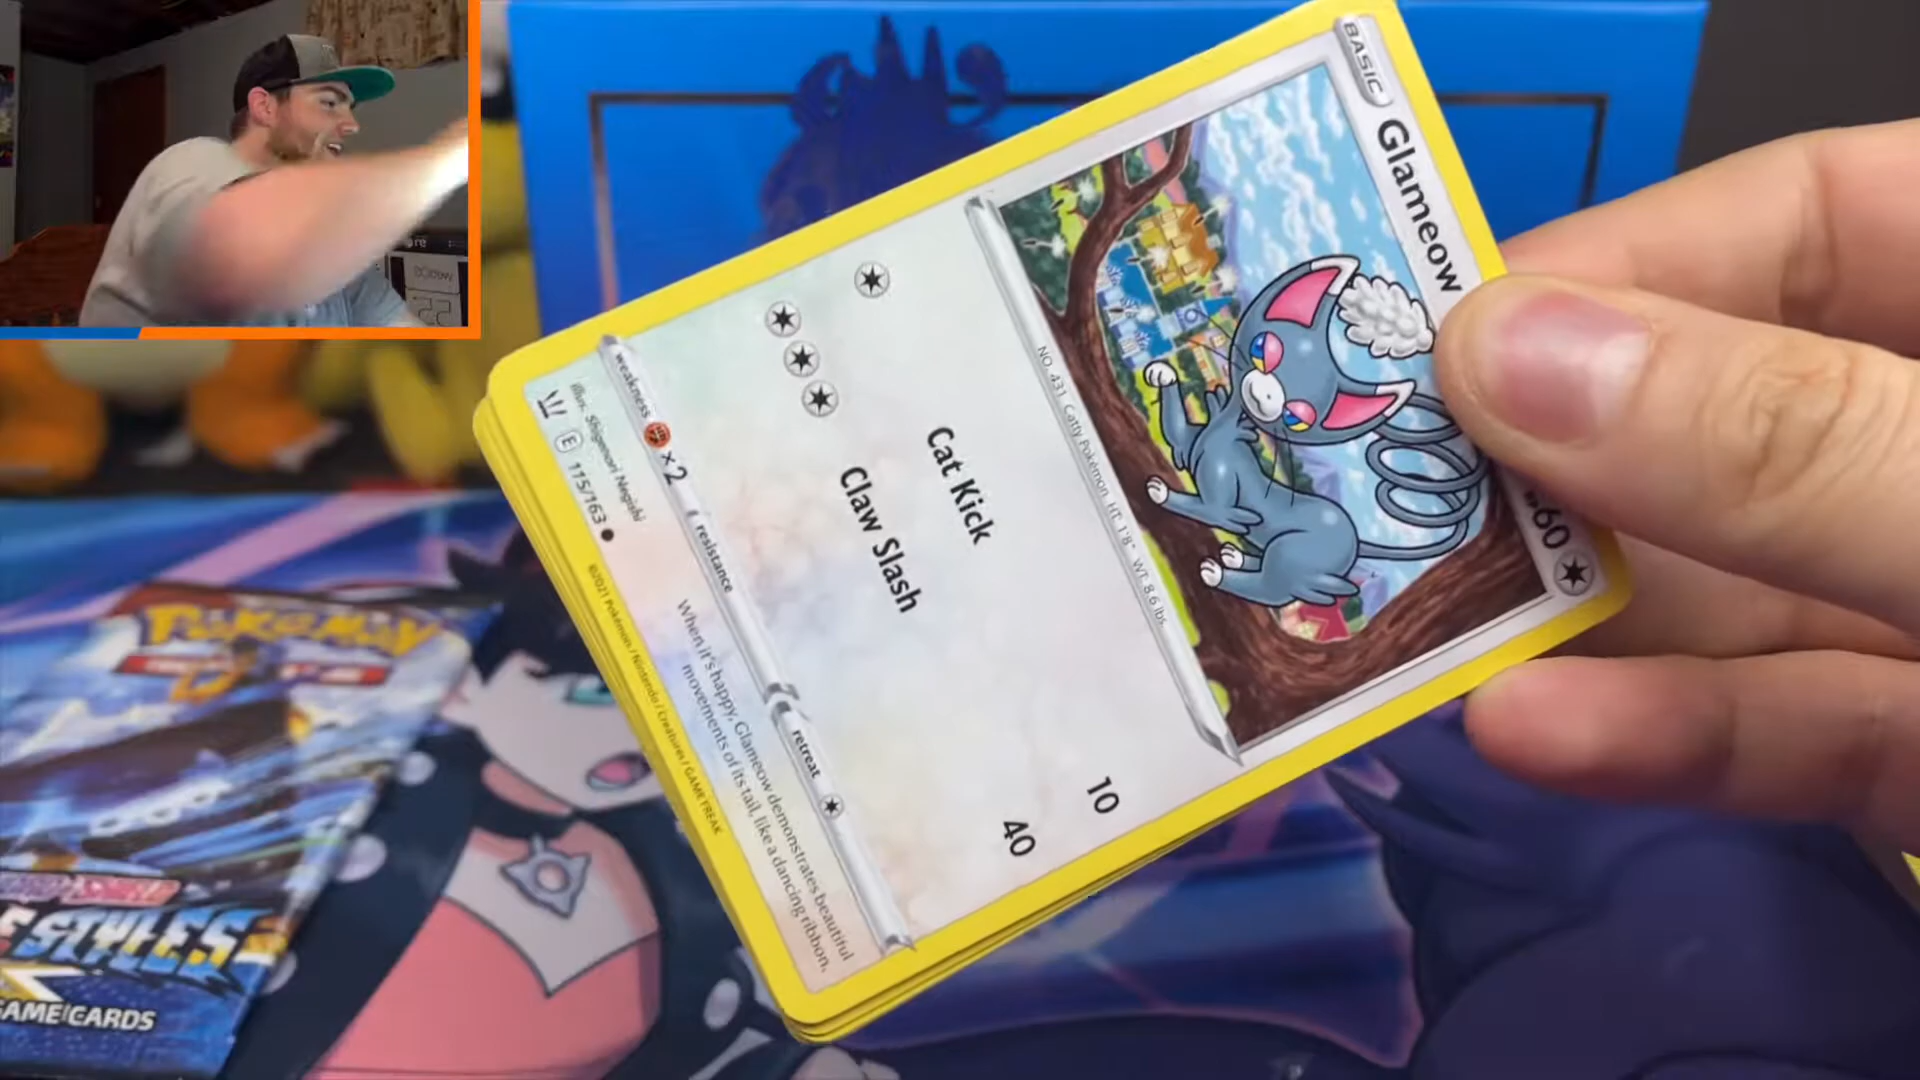 BASIC
Glameow
60
NO. 431 Catty Pokémon HT: 1'8" WT: 8.6 lbs.
Cat Kick
10
Claw Slash
40
weakness
×2
resistance
retreat
Illus. Shigenori Negishi
E 115/163
When it's happy, Glameow demonstrates beautiful
movements of its tail, like a dancing ribbon.
©2021 Pokémon / Nintendo / Creatures / GAME FREAK
Pokémon
STYLES
GAME CARDS